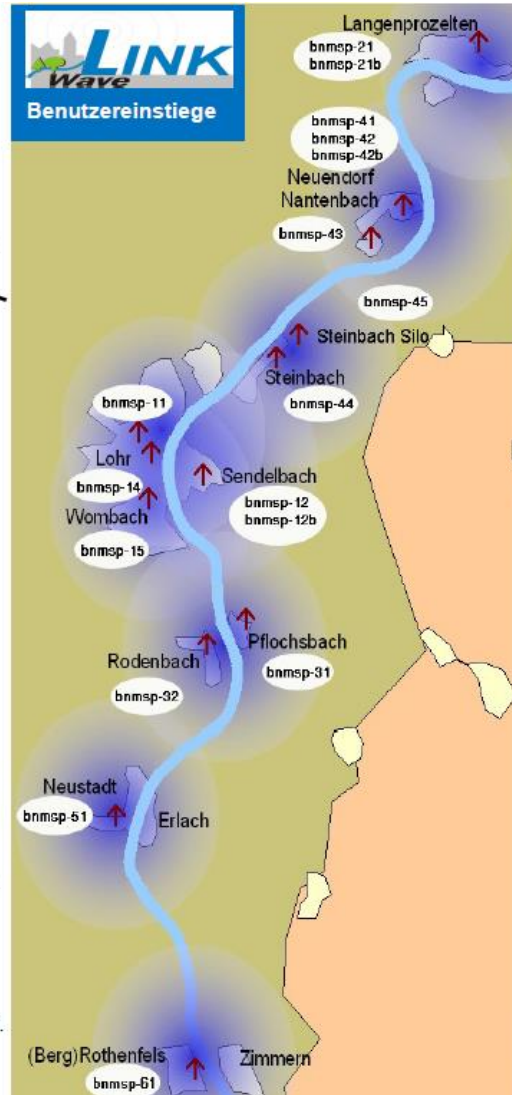 LINK
Wave
Benutzereinstiege
Langenprozelten
bnmsp-21
bnmsp-21b
bnmsp-41
bnmsp-42
bnmsp-42b
Neuendorf
Nantenbach
bnmsp-43
bnmsp-45
Steinbach Silo
Steinbach
bnmsp-44
bnmsp-11
Lohr
bnmsp-14
Sendelbach
bnmsp-12
bnmsp-12b
Wombach
bnmsp-15
Pflochsbach
Rodenbach
bnmsp-31
bnmsp-32
Neustadt
bnmsp-51
Erlach
(Berg)Rothenfels
Zimmern
bnmsp-61